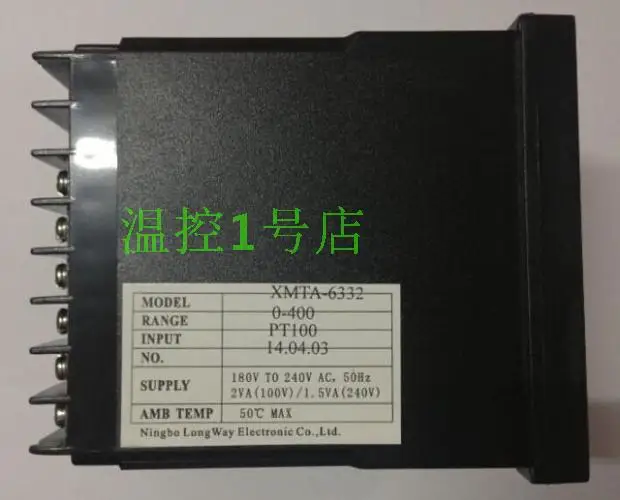 温控1号店
MODEL XMTA-6332
RANGE 0-400
INPUT PT100
NO. 14.04.03
SUPPLY 180V TO 240V AC, 50Hz
2VA(100V)/1.5VA(240V)
AMB TEMP 50℃ MAX
Ningbo LongWay Electronic Co.,Ltd.